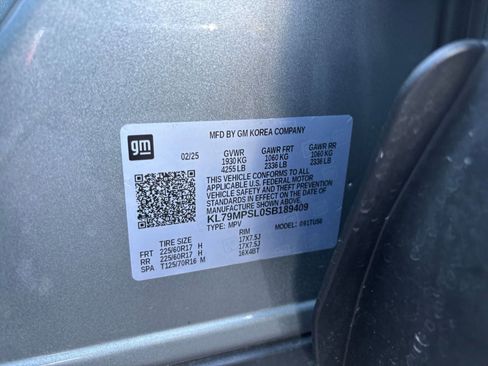 MFD BY GM KOREA COMPANY
gm
02/25 GVWR GAWR FRT GAWR RR
1930 KG 1060 KG 1060 KG
4255 LB 2336 LB 2336 LB
THIS VEHICLE CONFORMS TO ALL
APPLICABLE U.S. FEDERAL MOTOR
VEHICLE SAFETY AND THEFT PREVENTION
STANDARDS IN EFFECT ON THE
DATE OF MANUFACTURE SHOWN ABOVE.
KL79MPSL0SB189409
TYPE: MPV MODEL:
TIRE SIZE RIM
FRT 225/60R17 H 17X7.5J
RR 225/60R17 H 17X7.5J
SPA T125/70R16 M 16X4BT